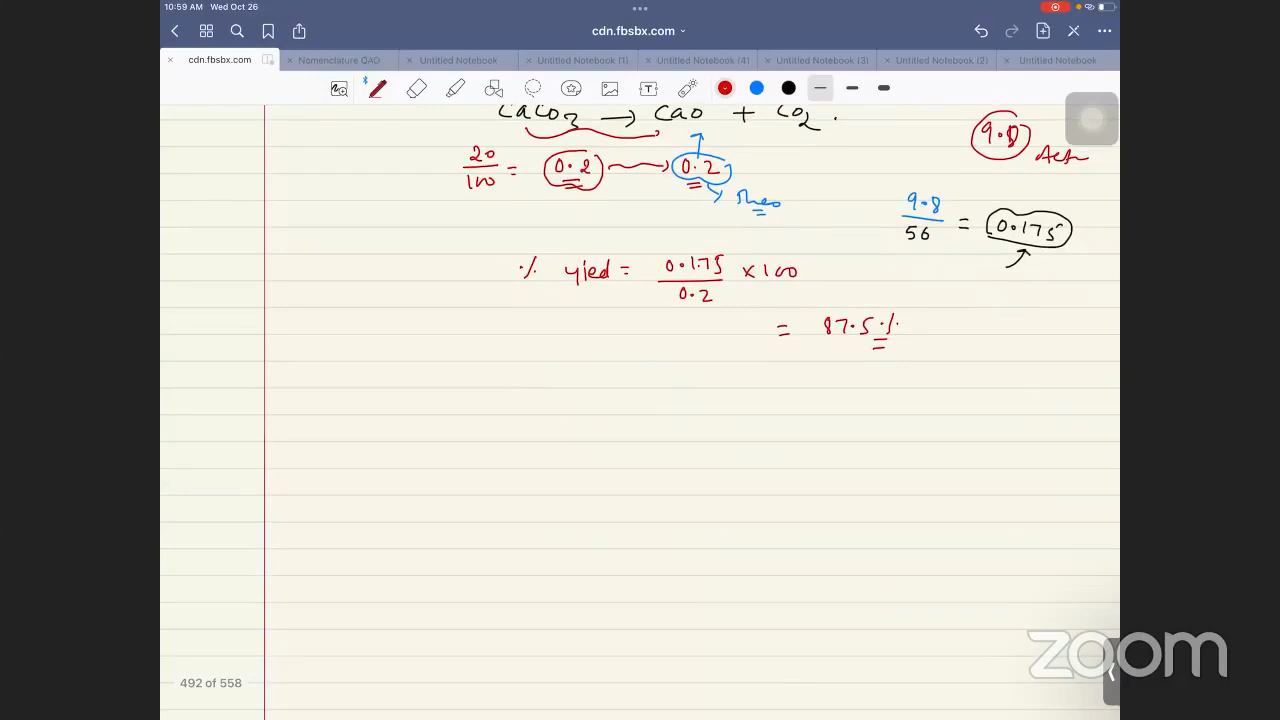 10:59 AM Wed Oct 26
cdn.fbsbx.com
cdn.fbsbx.com Nomenclature QAD Untitled Notebook Untitled Notebook (1) Untitled Notebook (4) Untitled Notebook (3) Untitled Notebook (2) Untitled Notebook
CaCO3 → CaO + CO2.
9.8
20/100 = 0.2 → 0.2
Theo
9.8/56 = 0.175
% yied = 0.175/0.2 × 100
= 87.5%
zoom
492 of 558